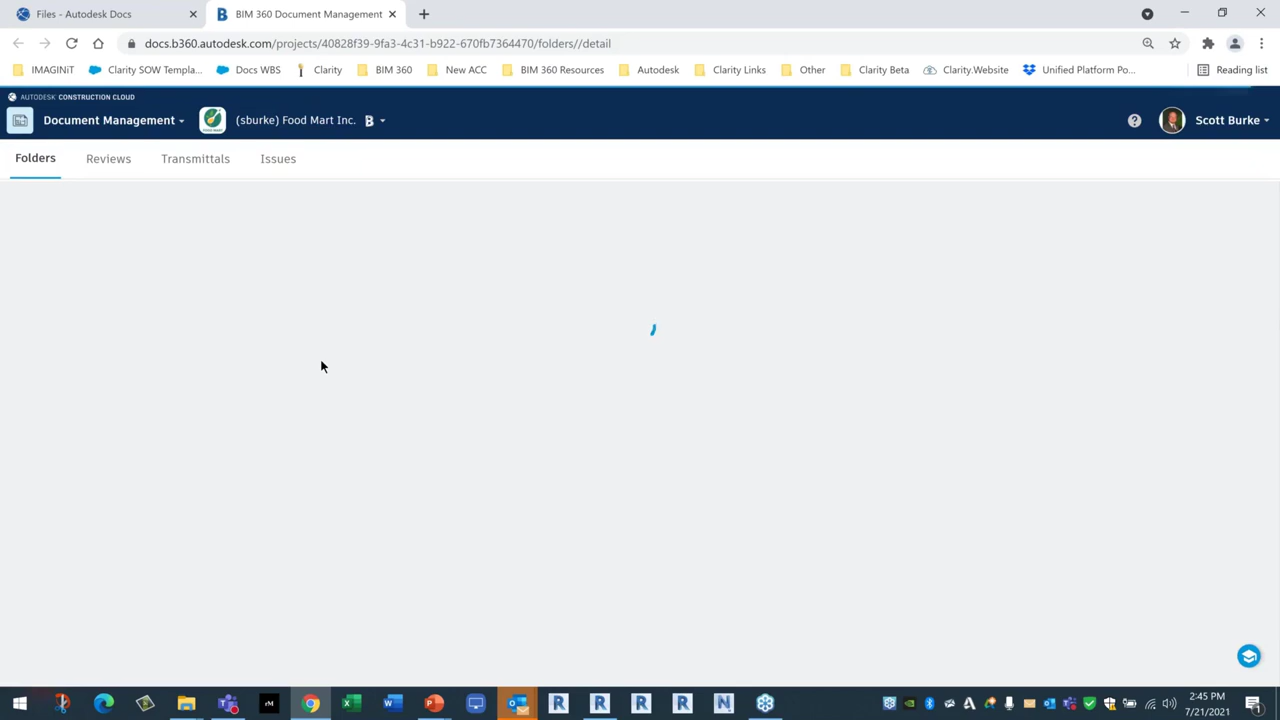 Files - Autodesk Docs
BIM 360 Document Management
docs.b360.autodesk.com/projects/40828f39-9fa3-4c31-b922-670fb7364470/folders//detail
IMAGINiT
Clarity SOW Templa...
Docs WBS
Clarity
BIM 360
New ACC
BIM 360 Resources
Autodesk
Clarity Links
Other
Clarity Beta
Clarity.Website
Unified Platform Po...
Reading list
AUTODESK CONSTRUCTION CLOUD
Document Management
FOOD MART
(sburke) Food Mart Inc.
B
Scott Burke
Folders
Reviews
Transmittals
Issues
rM
2:45 PM
7/21/2021